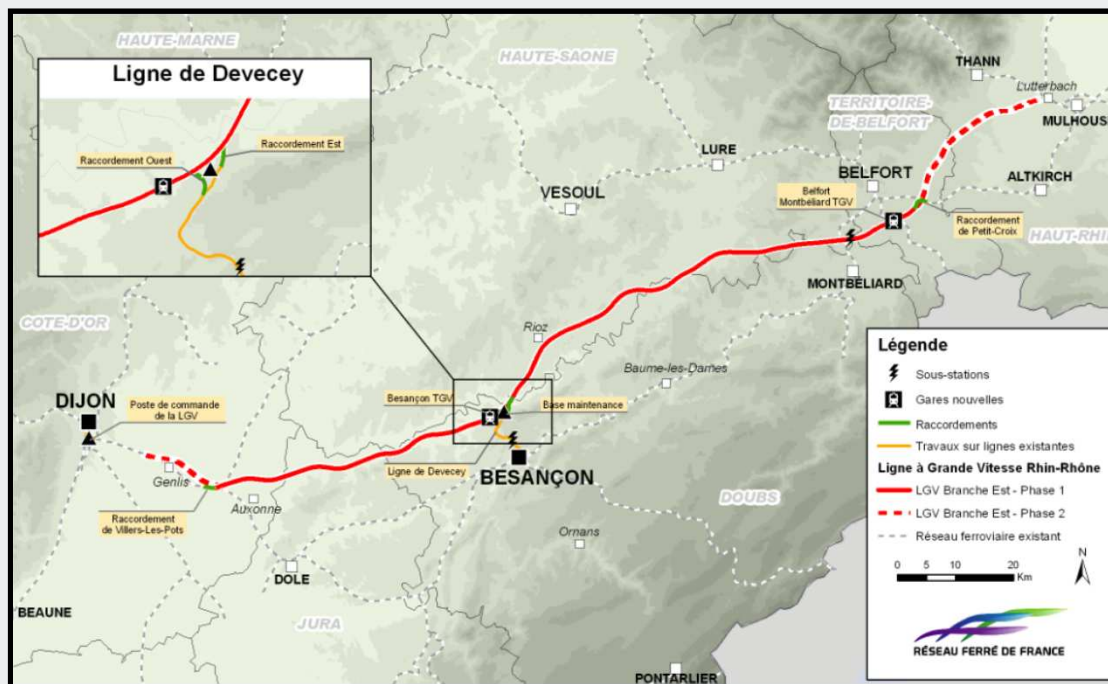 HAUTE-MARNE
HAUTE-SAONE
THANN
Lutterbach
MULHOUS
TERRITOIRE-
DE-BELFORT
Ligne de Devecey
Raccordement Est
Raccordement Ouest
LURE
BELFORT
ALTKIRCH
VESOUL
Belfort
Montbéliard TGV
Raccordement
de Petit-Croix
HAUT-RHI
MONTBÉLIARD
COTE-D'OR
Rioz
Baume-les-Dames
DIJON
Poste de commande
de la LGV
Besançon TGV
Base maintenance
Genlis
Ligne de Devecey
BESANÇON
Auxonne
Raccordement
de Villers-Les-Pots
DOUBS
Ornans
DOLE
BEAUNE
JURA
PONTARLIER
Légende
Sous-stations
Gares nouvelles
Raccordements
Travaux sur lignes existantes
Ligne à Grande Vitesse Rhin-Rhône
LGV Branche Est - Phase 1
LGV Branche Est - Phase 2
Réseau ferroviaire existant
N
0 5 10 20
Km
RÉSEAU FERRÉ DE FRANCE